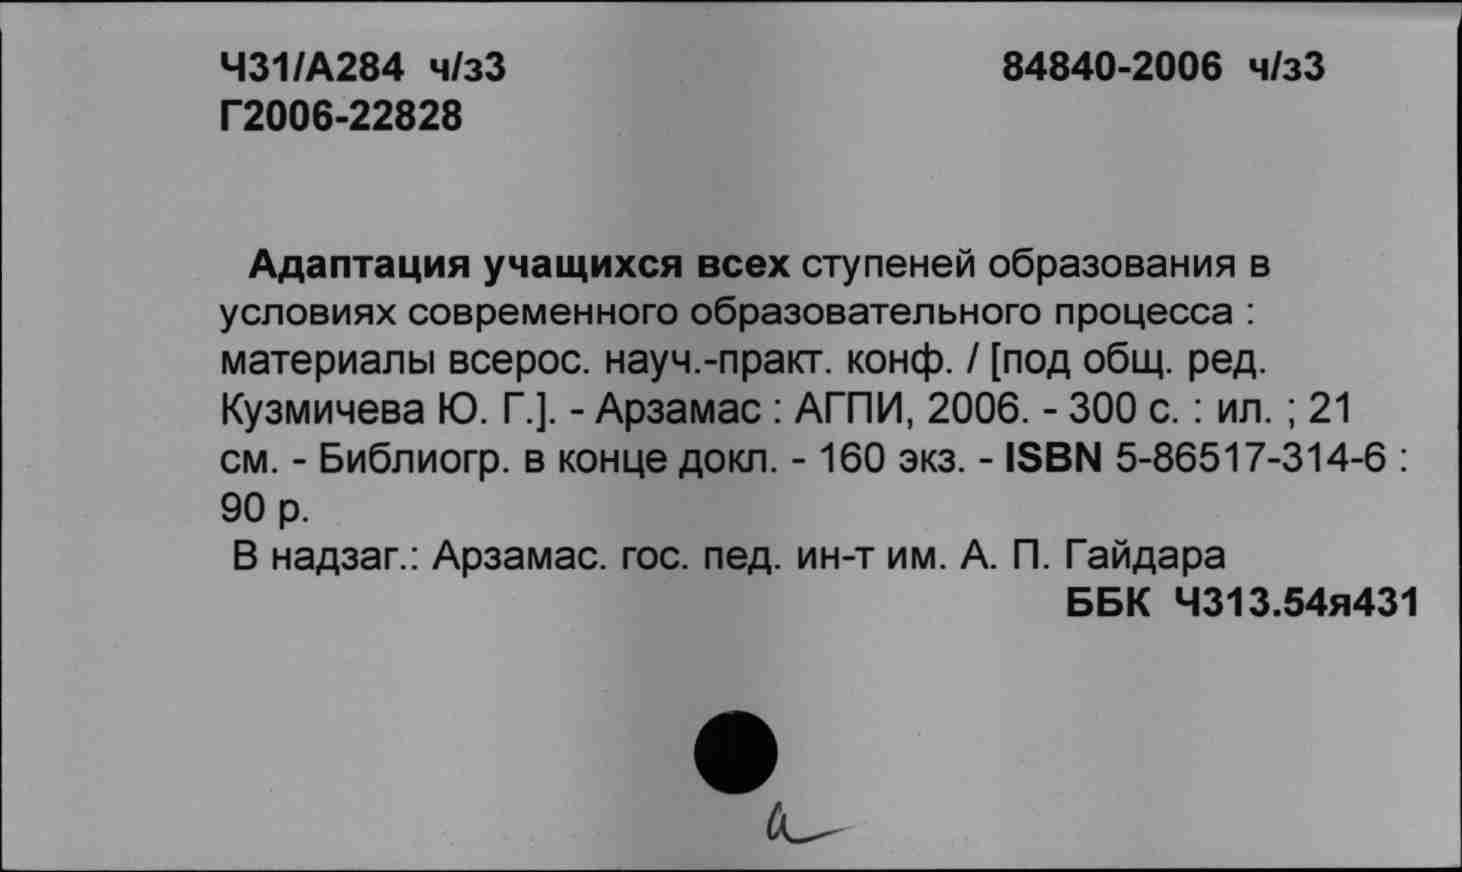 Ч31/А284 ч/з3 84840-2006 ч/з3
Г2006-22828
Адаптация учащихся всех ступеней образования в
условиях современного образовательного процесса :
материалы всерос. науч.-практ. конф. / [под общ. ред.
Кузмичева Ю. Г.]. - Арзамас : АГПИ, 2006. - 300 с. : ил. ; 21
см. - Библиогр. в конце докл. - 160 экз. - ISBN 5-86517-314-6 :
90 р.
В надзаг.: Арзамас. гос. пед. ин-т им. А. П. Гайдара
ББК Ч313.54я431